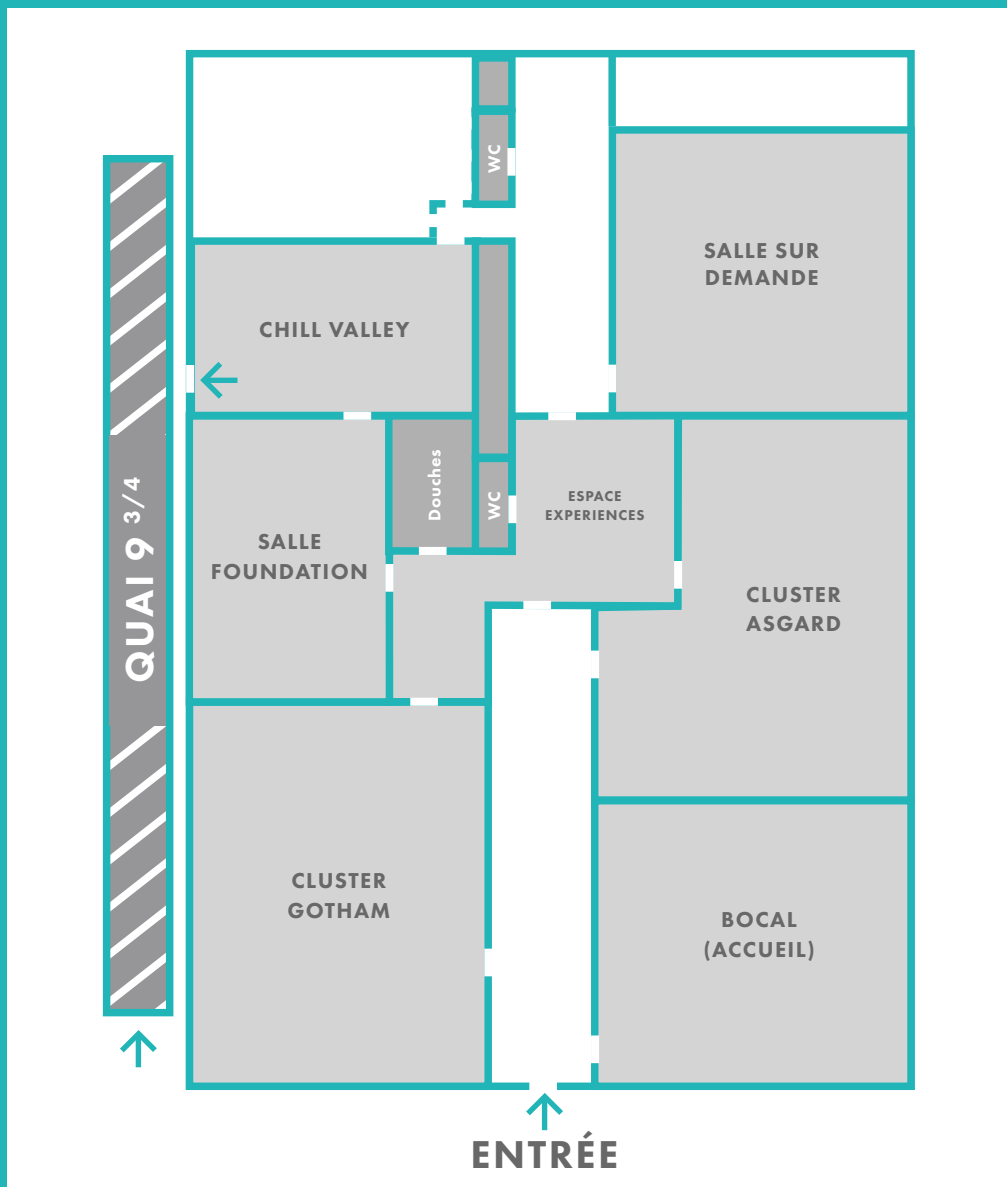 WC
SALLE SUR
DEMANDE
CHILL VALLEY
Douches
WC
ESPACE
EXPERIENCES
QUAI 9 3/4
SALLE
FOUNDATION
CLUSTER
ASGARD
CLUSTER
GOTHAM
BOCAL
(ACCUEIL)
ENTRÉE